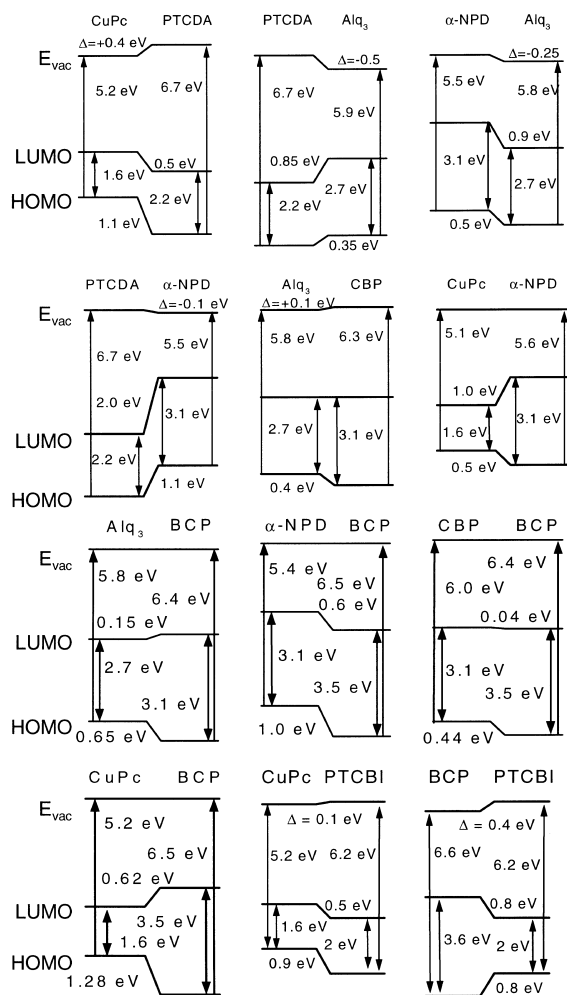 CuPc PTCDA
Δ=+0.4 eV
E_vac
5.2 eV 6.7 eV
LUMO
0.5 eV
1.6 eV
HOMO
2.2 eV
1.1 eV
PTCDA Alq₃
Δ=-0.5
6.7 eV
5.9 eV
0.85 eV
2.7 eV
2.2 eV
0.35 eV
α-NPD Alq₃
Δ=-0.25
5.5 eV 5.8 eV
0.9 eV
3.1 eV
2.7 eV
0.5 eV
PTCDA α-NPD
E_vac
Δ=-0.1 eV
6.7 eV 5.5 eV
2.0 eV
3.1 eV
LUMO
2.2 eV
1.1 eV
HOMO
Alq₃ CBP
Δ=+0.1 eV
5.8 eV 6.3 eV
2.7 eV 3.1 eV
0.4 eV
CuPc α-NPD
5.1 eV 5.6 eV
1.0 eV
3.1 eV
1.6 eV
0.5 eV
Alq₃ BCP
E_vac
5.8 eV
6.4 eV
0.15 eV
LUMO
2.7 eV
3.1 eV
HOMO
0.65 eV
α-NPD BCP
5.4 eV
6.5 eV
0.6 eV
3.1 eV
3.5 eV
1.0 eV
CBP BCP
6.4 eV
6.0 eV
0.04 eV
3.1 eV
3.5 eV
0.44 eV
CuPc BCP
E_vac
5.2 eV
6.5 eV
0.62 eV
LUMO
3.5 eV
1.6 eV
HOMO
1.28 eV
CuPc PTCBI
Δ = 0.1 eV
5.2 eV 6.2 eV
0.5 eV
1.6 eV
2 eV
0.9 eV
BCP PTCBI
Δ = 0.4 eV
6.6 eV
6.2 eV
0.8 eV
3.6 eV
2 eV
0.8 eV